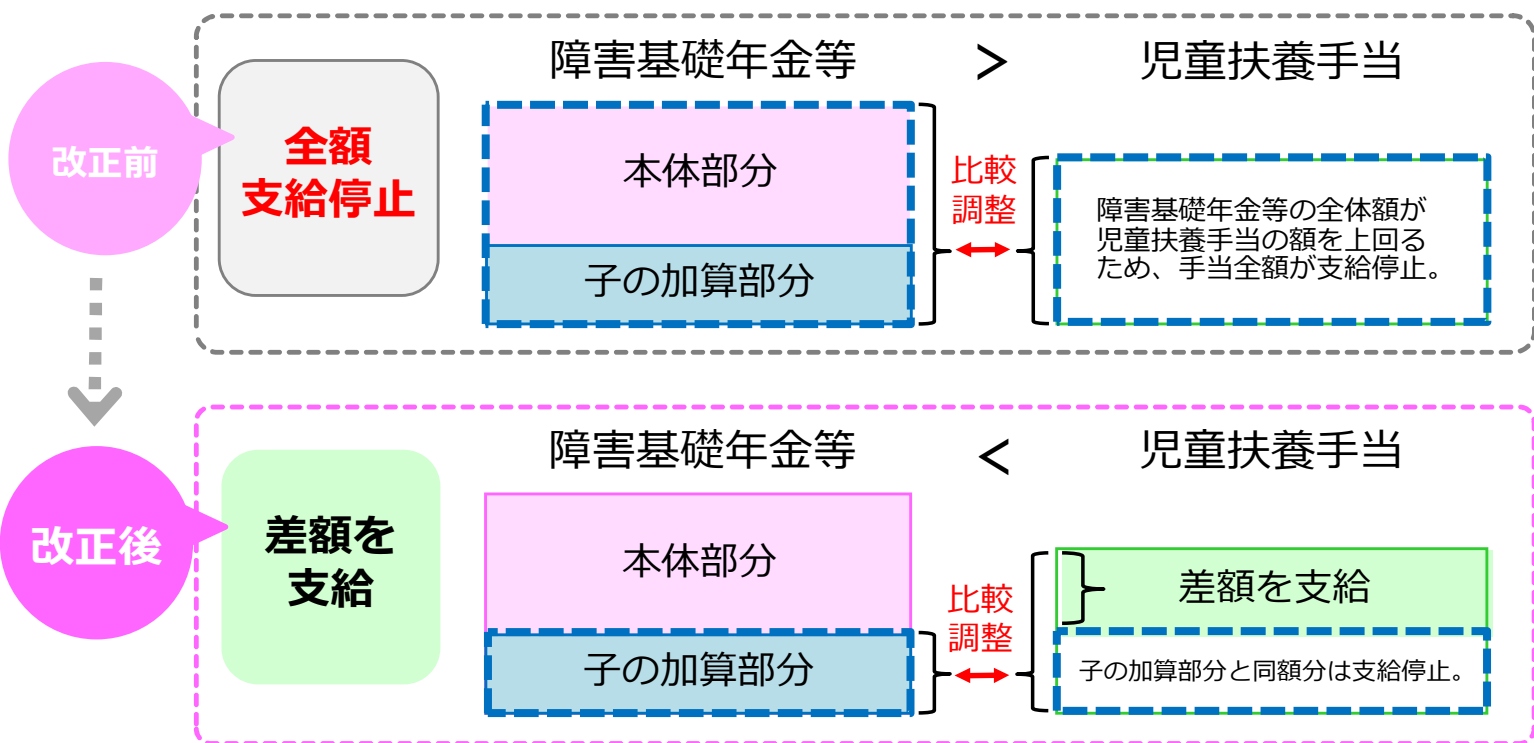 改正前
全額
支給停止
障害基礎年金等 > 児童扶養手当
本体部分
子の加算部分
比較
調整
障害基礎年金等の全体額が
児童扶養手当の額を上回る
ため、手当全額が支給停止。
改正後
差額を
支給
障害基礎年金等 < 児童扶養手当
本体部分
子の加算部分
比較
調整
差額を支給
子の加算部分と同額分は支給停止。